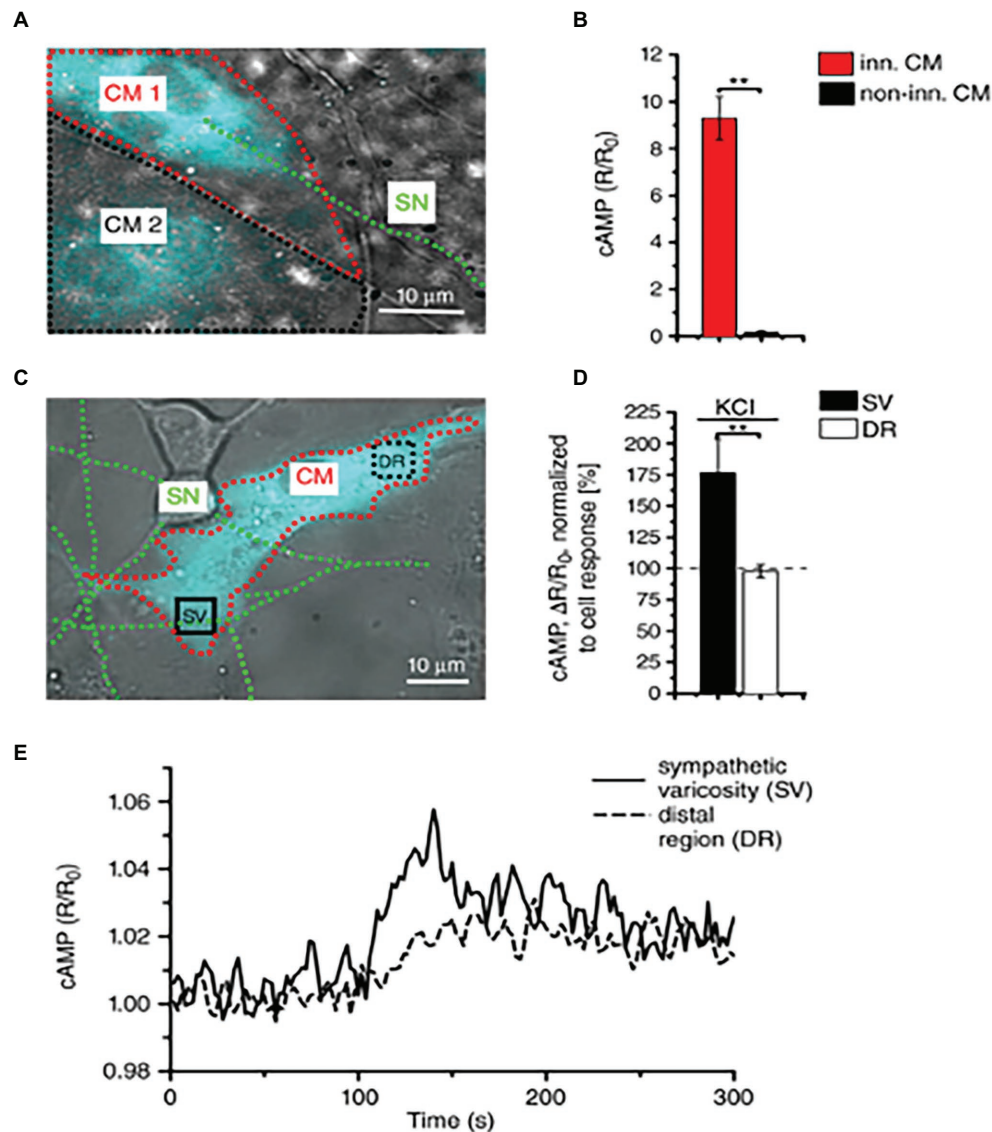 A
CM 1
CM 2
SN
10 μm
B
inn. CM
non-inn. CM
**
cAMP (R/R₀)
12
10
8
6
4
2
0
C
SN
CM
DR
SV
10 μm
D
KCl
**
SV
DR
cAMP, ΔR/R₀, normalized
to cell response [%]
225
200
175
150
125
100
75
50
25
0
E
sympathetic
varicosity (SV)
distal
region (DR)
cAMP (R/R₀)
1.06
1.04
1.02
1.00
0.98
0
100
200
300
Time (s)